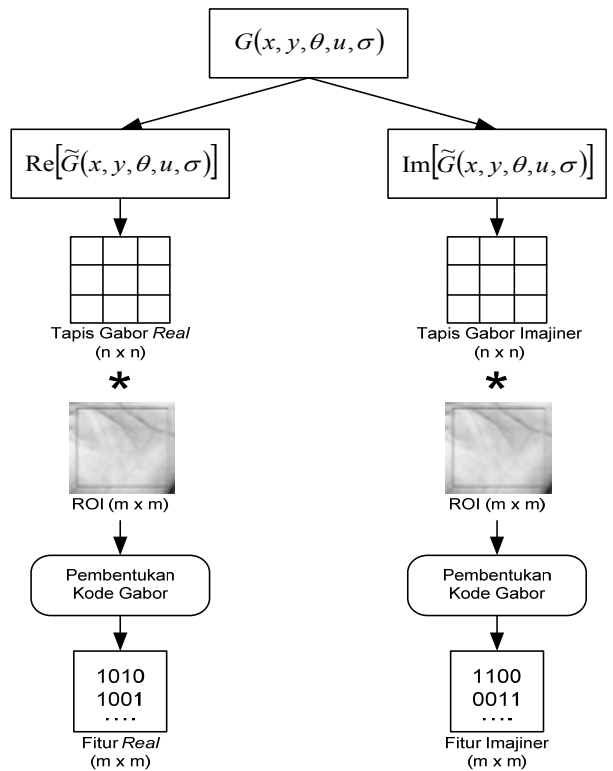 G(x, y, θ, u, σ)
Re[G̃(x, y, θ, u, σ)]
Im[G̃(x, y, θ, u, σ)]
Tapis Gabor Real
(n x n)
Tapis Gabor Imajiner
(n x n)
*
*
ROI (m x m)
ROI (m x m)
Pembentukan
Kode Gabor
Pembentukan
Kode Gabor
1010
1001
....
1100
0011
....
Fitur Real
(m x m)
Fitur Imajiner
(m x m)